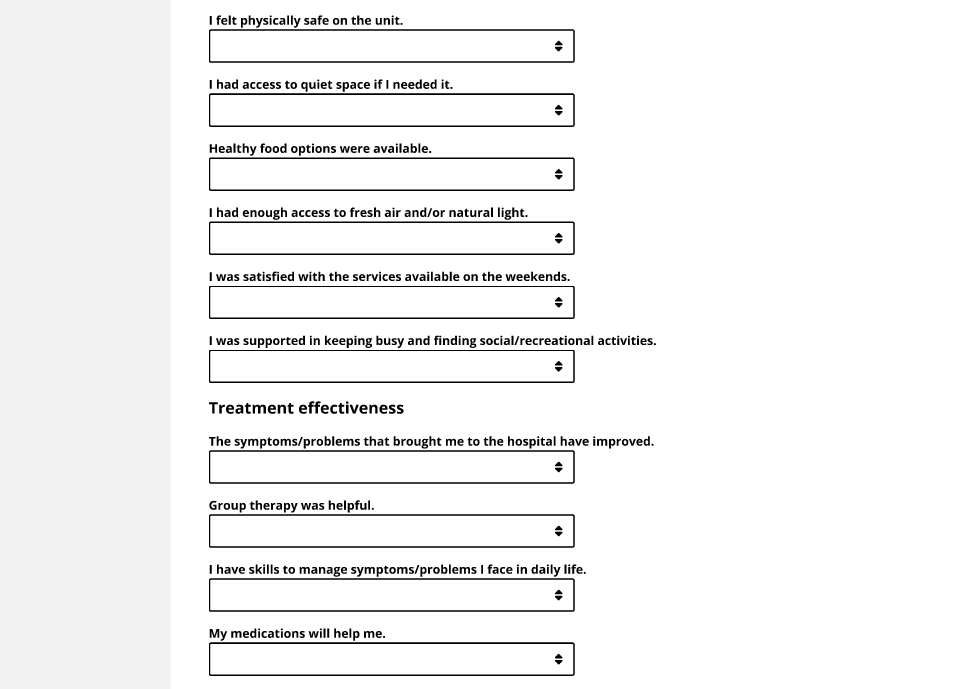 I felt physically safe on the unit.
I had access to quiet space if I needed it.
Healthy food options were available.
I had enough access to fresh air and/or natural light.
I was satisfied with the services available on the weekends.
I was supported in keeping busy and finding social/recreational activities.
Treatment effectiveness
The symptoms/problems that brought me to the hospital have improved.
Group therapy was helpful.
I have skills to manage symptoms/problems I face in daily life.
My medications will help me.